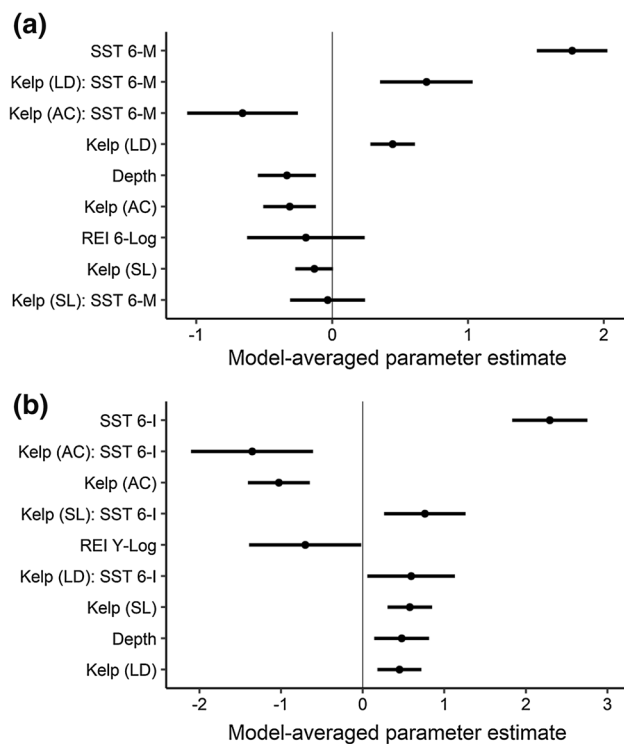 (a)
SST 6-M
Kelp (LD): SST 6-M
Kelp (AC): SST 6-M
Kelp (LD)
Depth
Kelp (AC)
REI 6-Log
Kelp (SL)
Kelp (SL): SST 6-M
-1 0 1 2
Model-averaged parameter estimate
(b)
SST 6-I
Kelp (AC): SST 6-I
Kelp (AC)
Kelp (SL): SST 6-I
REI Y-Log
Kelp (LD): SST 6-I
Kelp (SL)
Depth
Kelp (LD)
-2 -1 0 1 2 3
Model-averaged parameter estimate